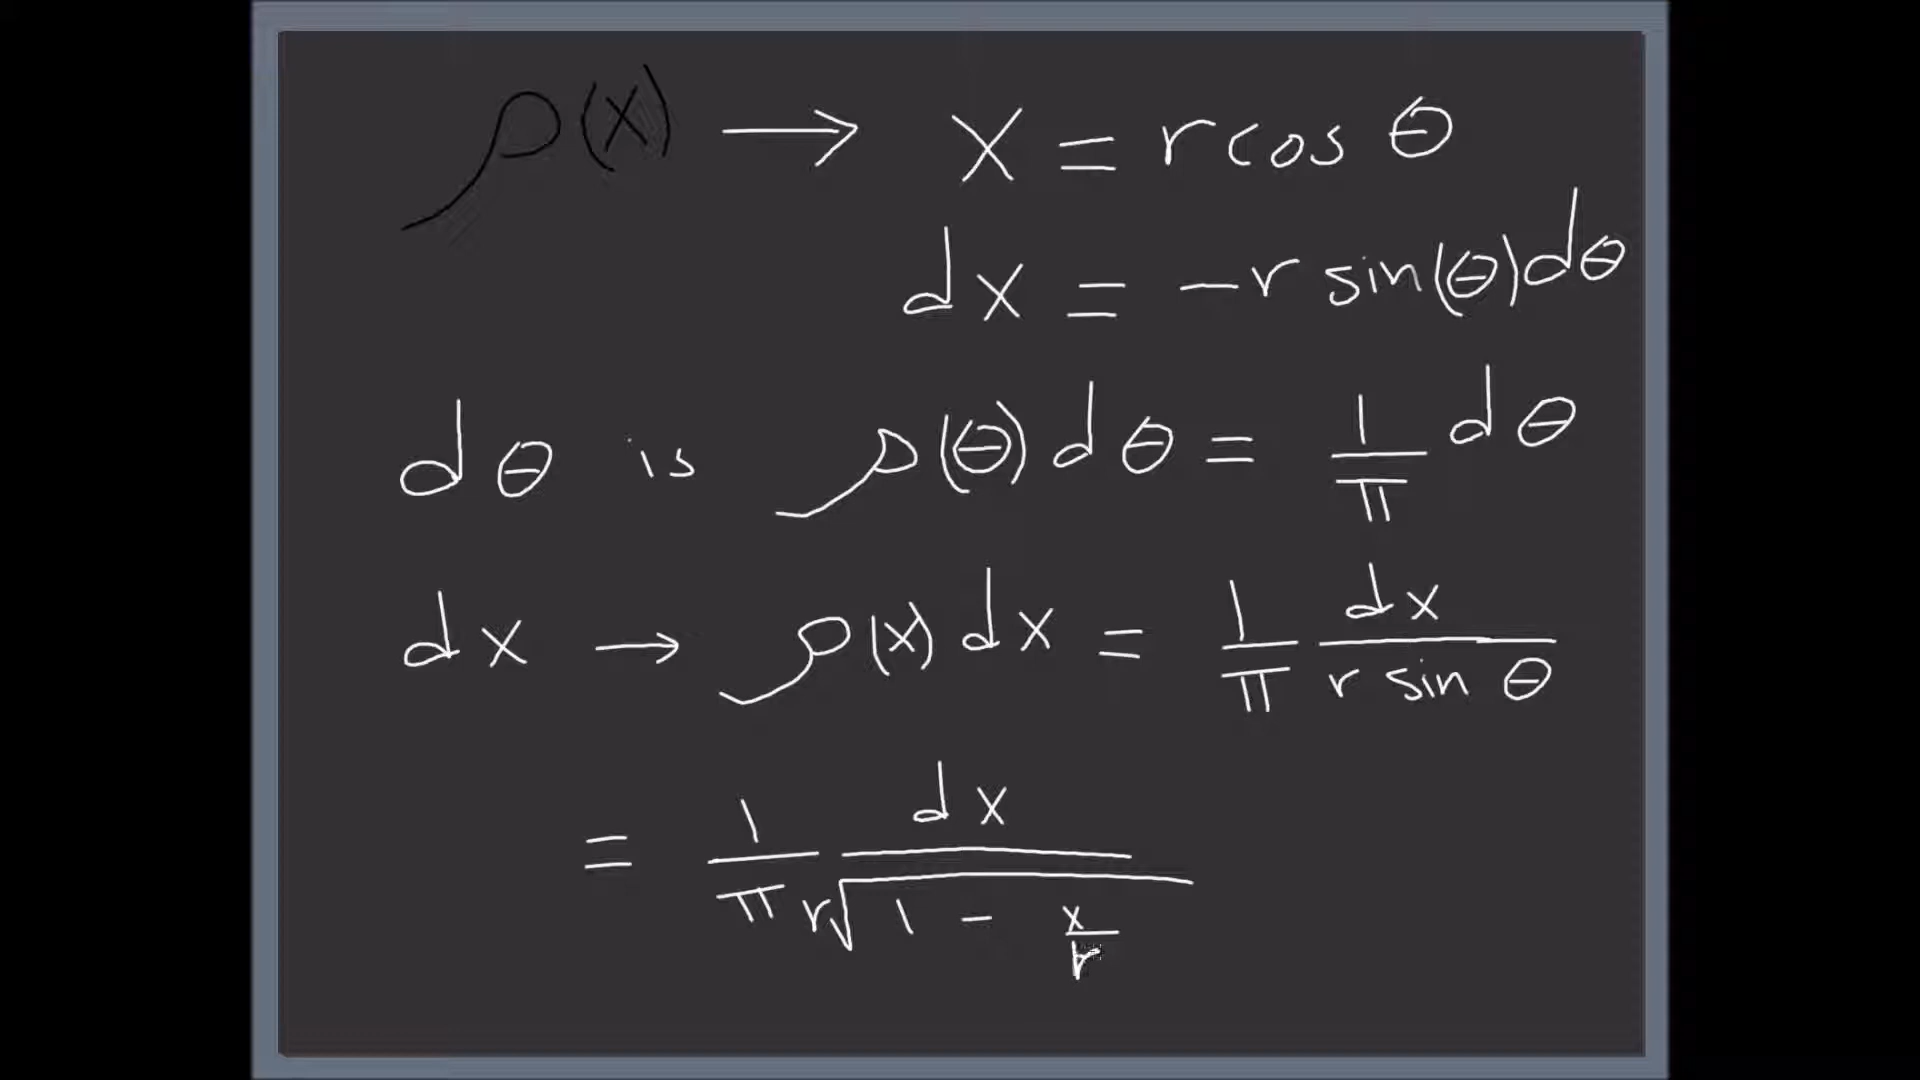 ρ(x) → x = r cos θ
dx = -r sin(θ)dθ
dθ is ρ(θ)dθ = 1/π dθ
dx → ρ(x)dx = 1/π dx/(r sin θ)
= 1/π dx/(r√(1 - x/r))